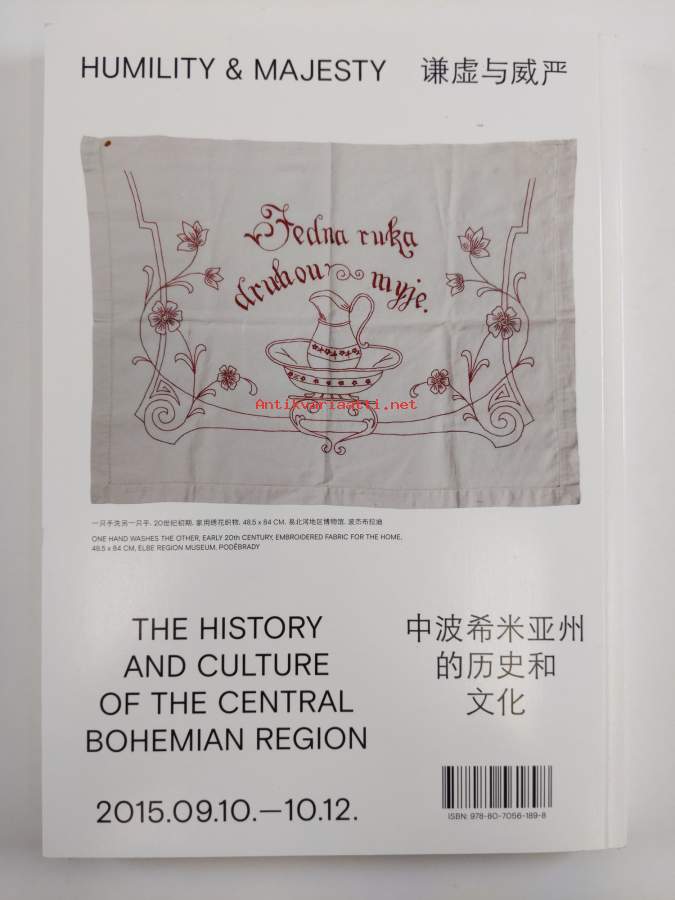 HUMILITY & MAJESTY 谦虚与威严
Jedna ruka
druhou myje.
Antikvariaatti.net
一只手洗另一只手, 20世纪初期, 家用绣花织物, 48.5 x 84 CM, 易北河地区博物馆, 波杰布拉迪
ONE HAND WASHES THE OTHER, EARLY 20th CENTURY, EMBROIDERED FABRIC FOR THE HOME,
48.5 x 84 CM, ELBE REGION MUSEUM, PODĚBRADY
THE HISTORY
AND CULTURE
OF THE CENTRAL
BOHEMIAN REGION
中波希米亚州
的历史和
文化
2015.09.10.—10.12.
ISBN: 978-80-7056-189-8